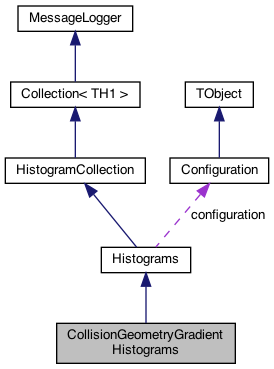 MessageLogger
Collection< TH1 >
TObject
HistogramCollection
Configuration
configuration
Histograms
CollisionGeometryGradient
Histograms